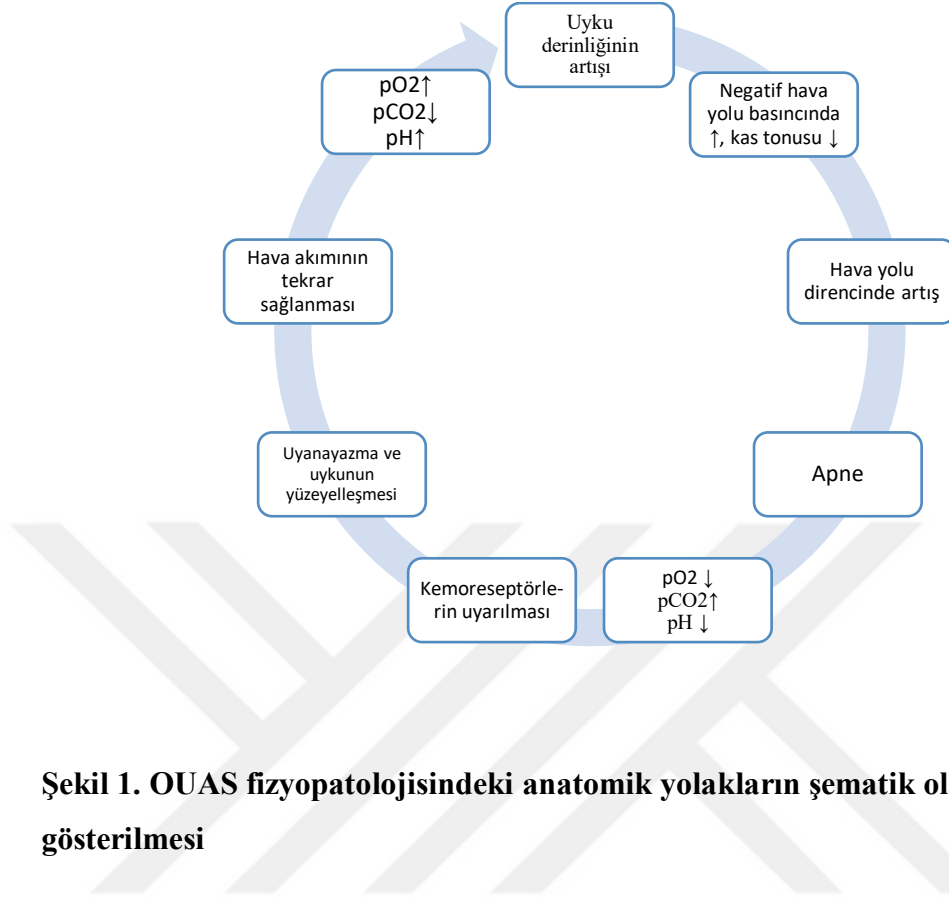 Uyku
derinliğinin
artışı
Negatif hava
yolu basıncında
↑, kas tonusu ↓
Hava yolu
direncinde artış
Apne
pO2 ↓
pCO2↑
pH ↓
Kemoreseptörle-
rin uyarılması
Uyanayazma ve
uykunun
yüzeyelleşmesi
Hava akımının
tekrar
sağlanması
pO2↑
pCO2↓
pH↑
Şekil 1. OUAS fizyopatolojisindeki anatomik yolakların şematik ol
gösterilmesi